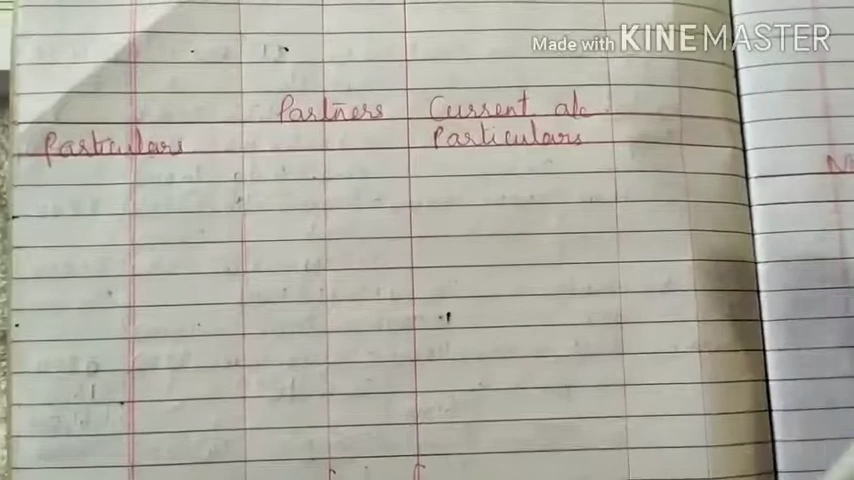 Made with KINEMASTER
Partners Current a/c
Particulars Particulars